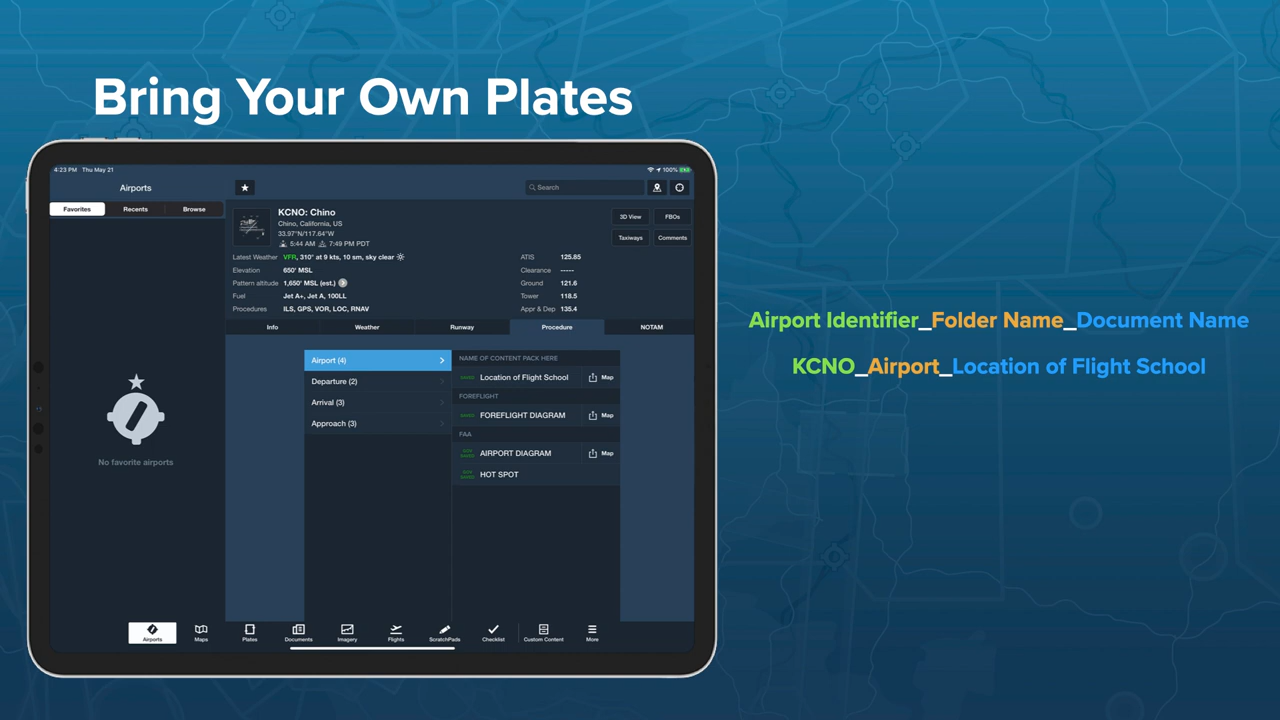 Bring Your Own Plates
4:23 PM Thu May 21
100%
Airports
Search
Favorites Recents Browse
KCNO: Chino
Chino, California, US
33.97°N/117.64°W
5:44 AM 7:49 PM PDT
3D View FBOs
Taxiways Comments
Latest Weather VFR, 310° at 9 kts, 10 sm, sky clear ATIS 125.85
Elevation 650' MSL Clearance -----
Pattern altitude 1,650' MSL (est.) Ground 121.6
Fuel Jet A+, Jet A, 100LL Tower 118.5
Procedures ILS, GPS, VOR, LOC, RNAV Appr & Dep 135.4
Info Weather Runway Procedure NOTAM
Airport Identifier_Folder Name_Document Name
KCNO_Airport_Location of Flight School
Airport (4)
Departure (2)
Arrival (3)
Approach (3)
NAME OF CONTENT PACK HERE
Location of Flight School Map
FOREFLIGHT
FOREFLIGHT DIAGRAM Map
FAA
AIRPORT DIAGRAM Map
HOT SPOT
No favorite airports
Airports Maps Plates Documents Imagery Flights ScratchPads Checklist Custom Content More